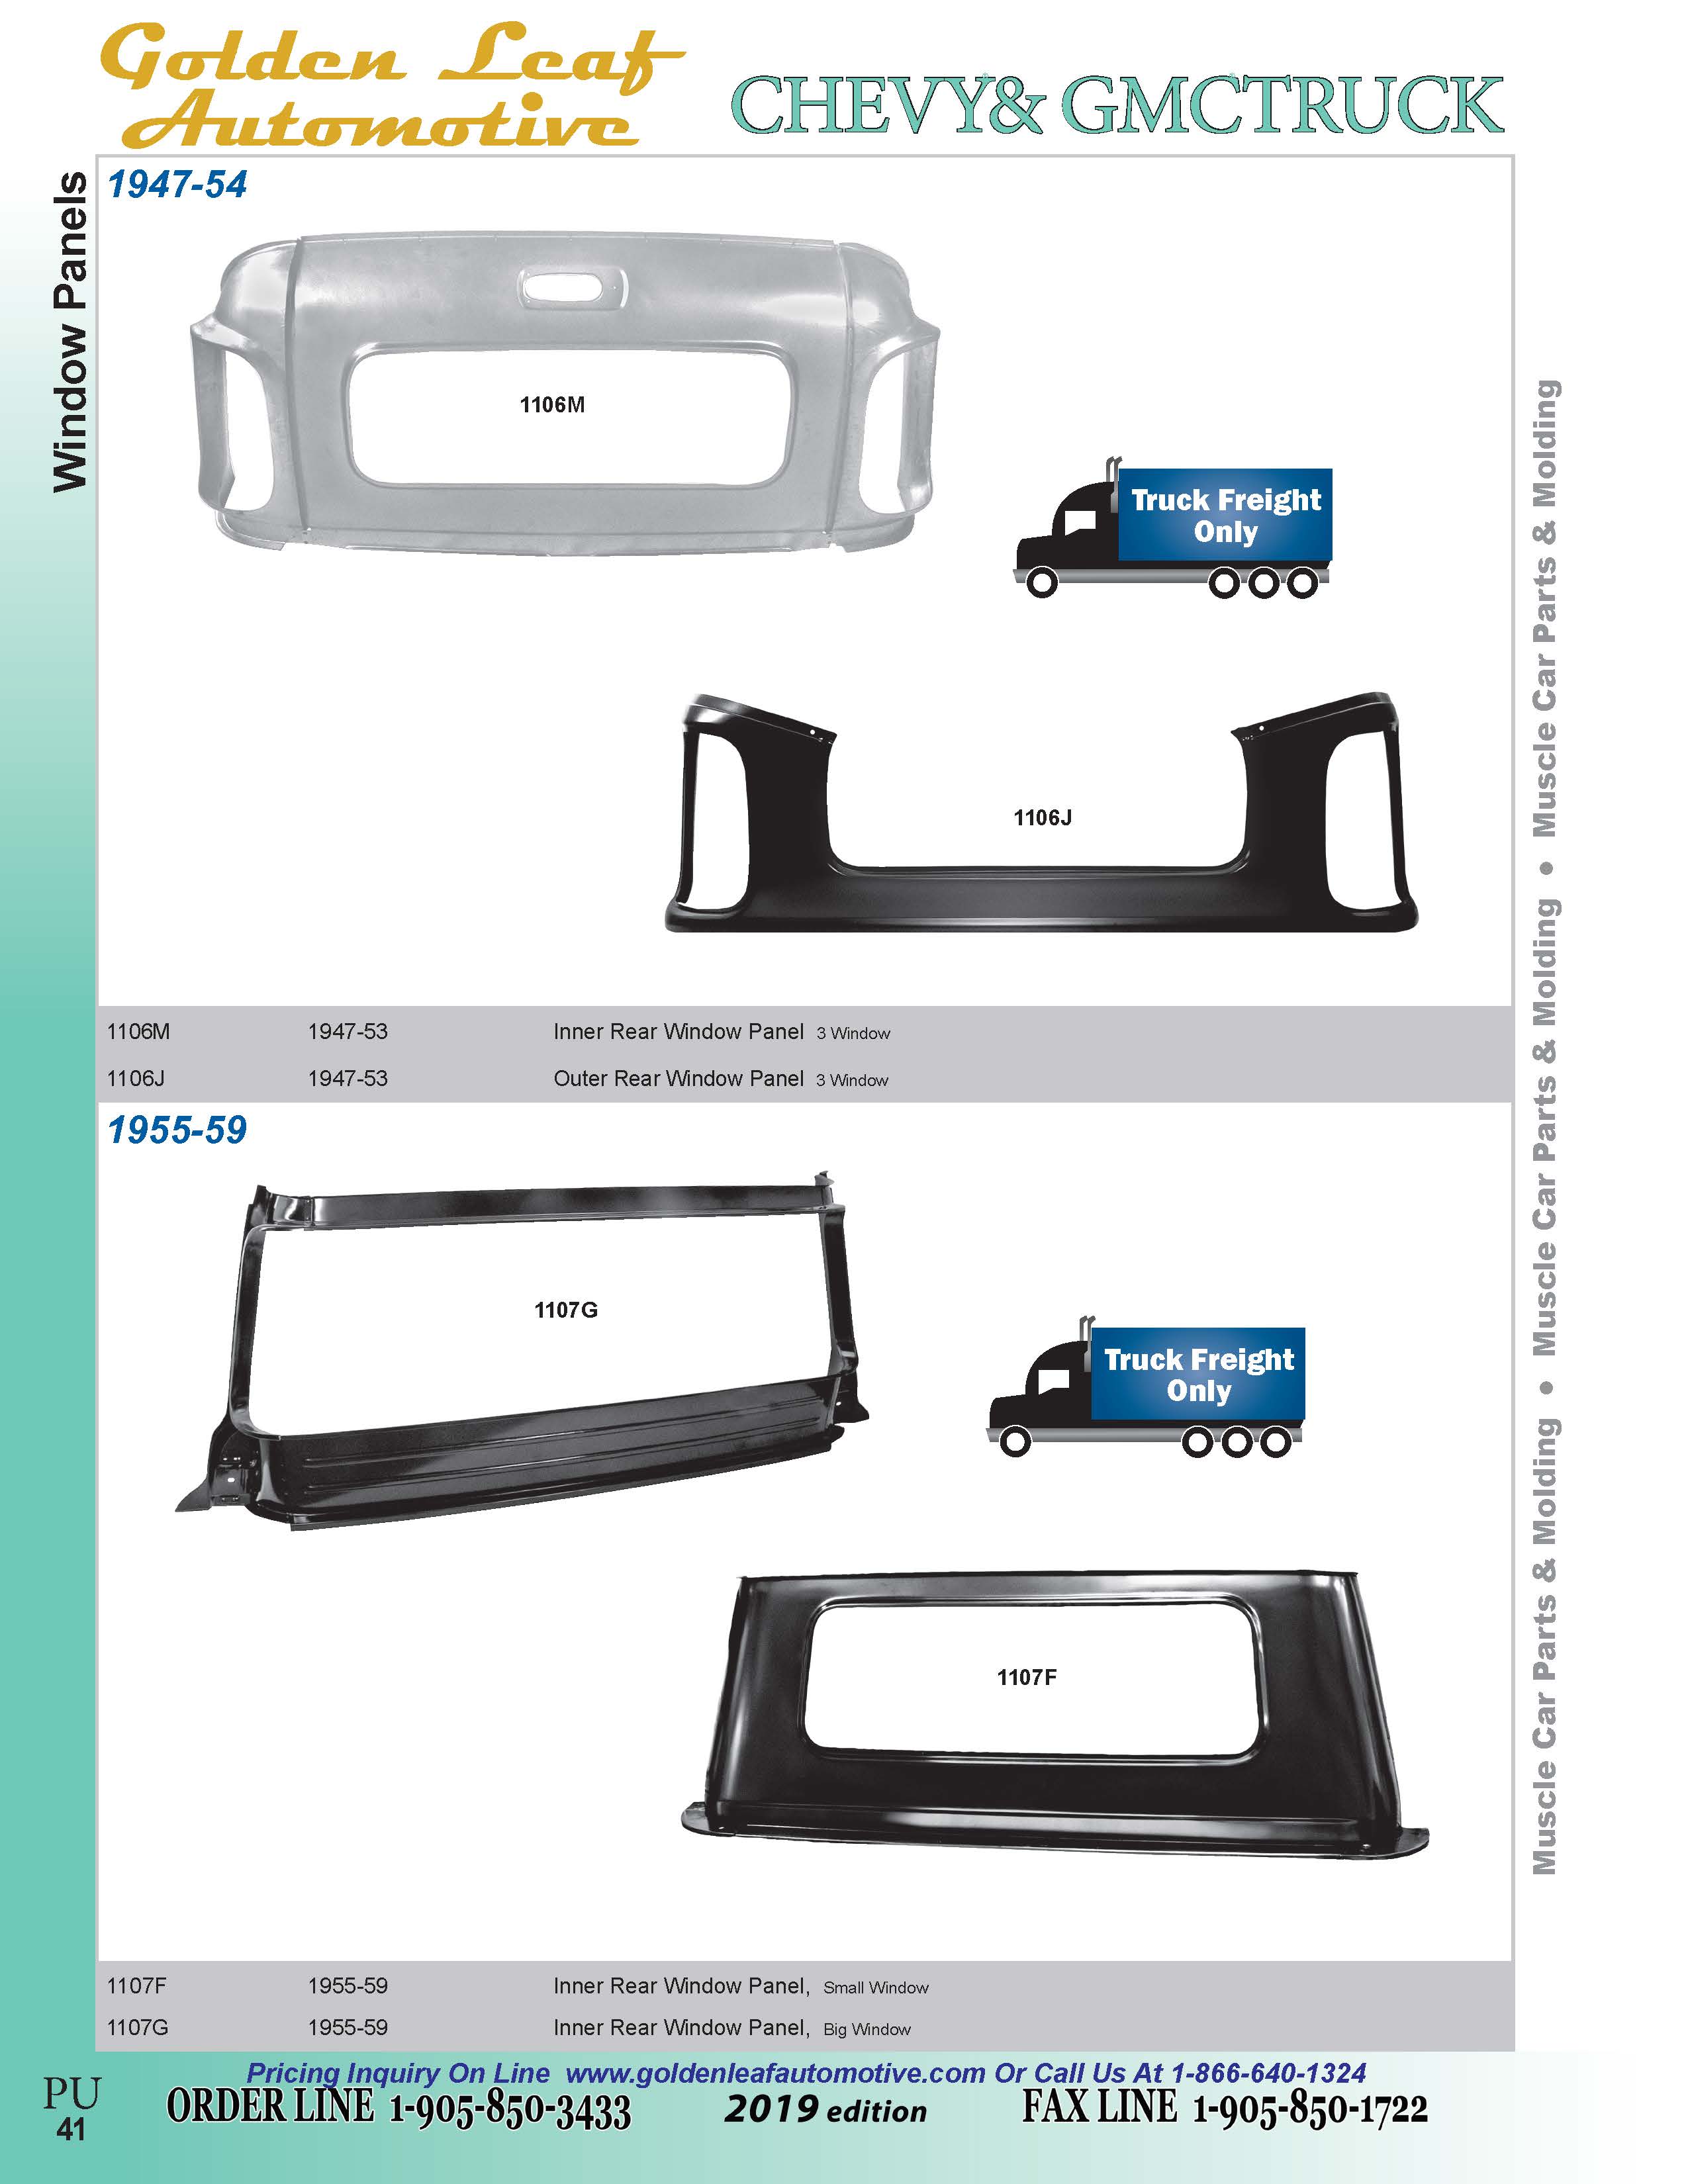 Golden Leaf
Automotive
CHEVY& GMCTRUCK
Window Panels
1947-54
1106M
Truck Freight
Only
1106J
1106M 1947-53 Inner Rear Window Panel 3 Window
1106J 1947-53 Outer Rear Window Panel 3 Window
1955-59
1107G
Truck Freight
Only
1107F
1107F 1955-59 Inner Rear Window Panel, Small Window
1107G 1955-59 Inner Rear Window Panel, Big Window
Muscle Car Parts & Molding • Muscle Car Parts & Molding • Muscle Car Parts & Molding
Pricing Inquiry On Line www.goldenleafautomotive.com Or Call Us At 1-866-640-1324
PU
41
ORDER LINE 1-905-850-3433 2019 edition FAX LINE 1-905-850-1722